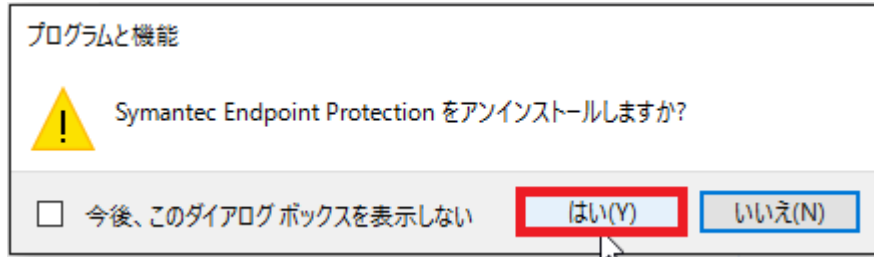 プログラムと機能
Symantec Endpoint Protection をアンインストールしますか?
今後、このダイアログ ボックスを表示しない はい(Y) いいえ(N)